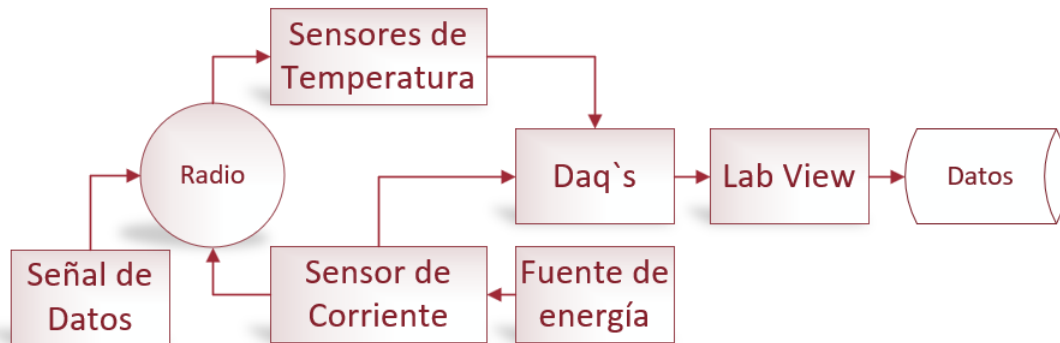 Sensores de
Temperatura
Radio
Daq`s
Lab View
Datos
Señal de
Datos
Sensor de
Corriente
Fuente de
energía